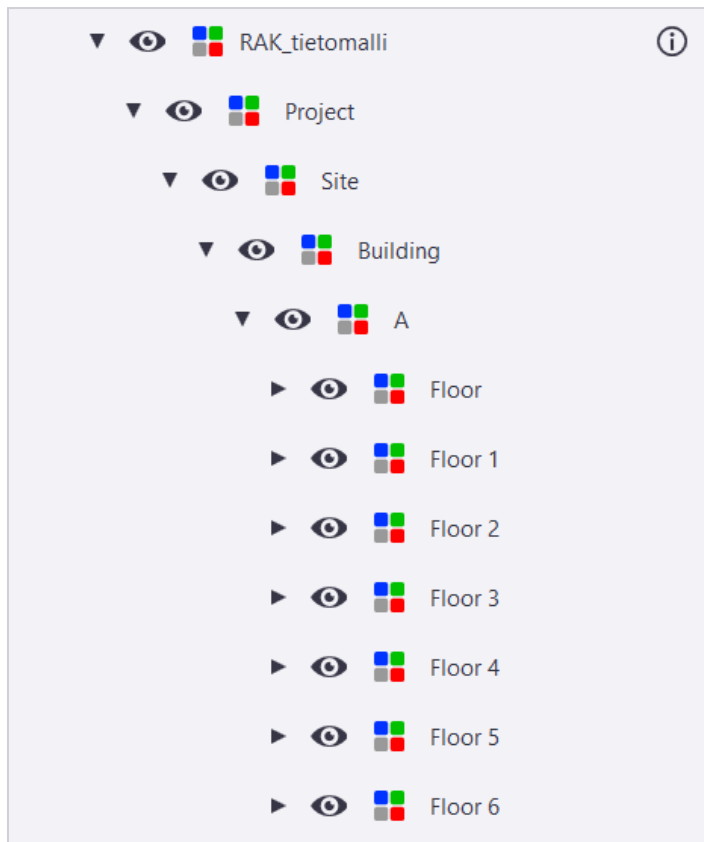 RAK_tietomalli
Project
Site
Building
A
Floor
Floor 1
Floor 2
Floor 3
Floor 4
Floor 5
Floor 6